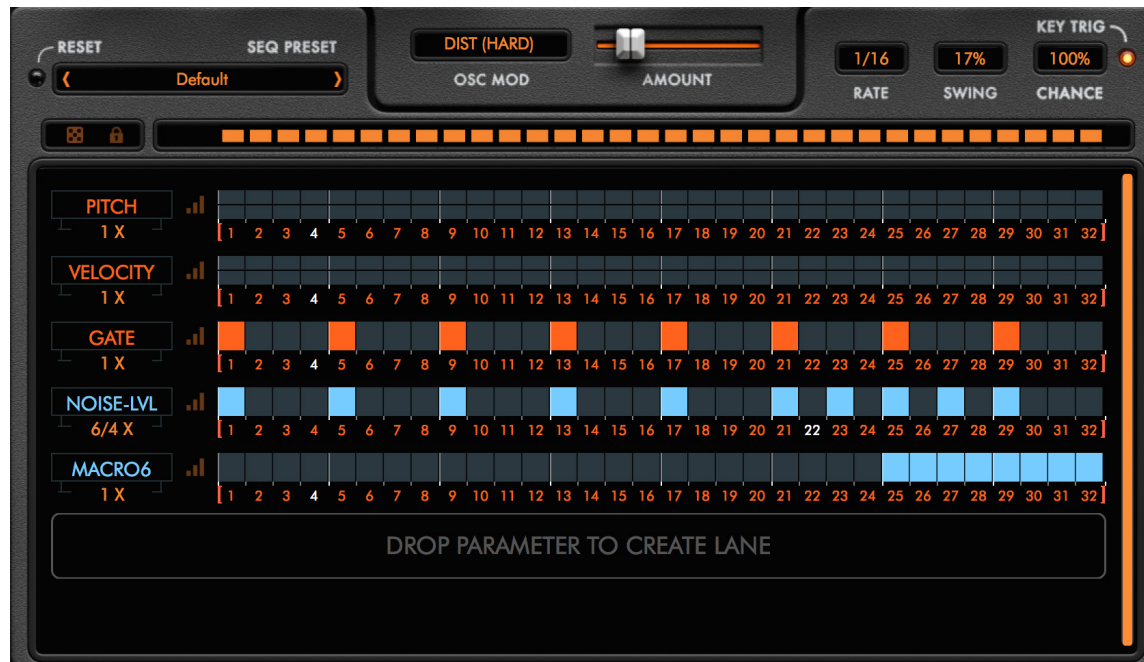 RESET SEQ PRESET
❬ Default ❭
DIST (HARD)
OSC MOD AMOUNT
KEY TRIG
1/16 17% 100%
RATE SWING CHANCE
PITCH
1 X
[ 1 2 3 4 5 6 7 8 9 10 11 12 13 14 15 16 17 18 19 20 21 22 23 24 25 26 27 28 29 30 31 32 ]
VELOCITY
1 X
[ 1 2 3 4 5 6 7 8 9 10 11 12 13 14 15 16 17 18 19 20 21 22 23 24 25 26 27 28 29 30 31 32 ]
GATE
1 X
[ 1 2 3 4 5 6 7 8 9 10 11 12 13 14 15 16 17 18 19 20 21 22 23 24 25 26 27 28 29 30 31 32 ]
NOISE-LVL
6/4 X
[ 1 2 3 4 5 6 7 8 9 10 11 12 13 14 15 16 17 18 19 20 21 22 23 24 25 26 27 28 29 30 31 32 ]
MACRO6
1 X
[ 1 2 3 4 5 6 7 8 9 10 11 12 13 14 15 16 17 18 19 20 21 22 23 24 25 26 27 28 29 30 31 32 ]
DROP PARAMETER TO CREATE LANE